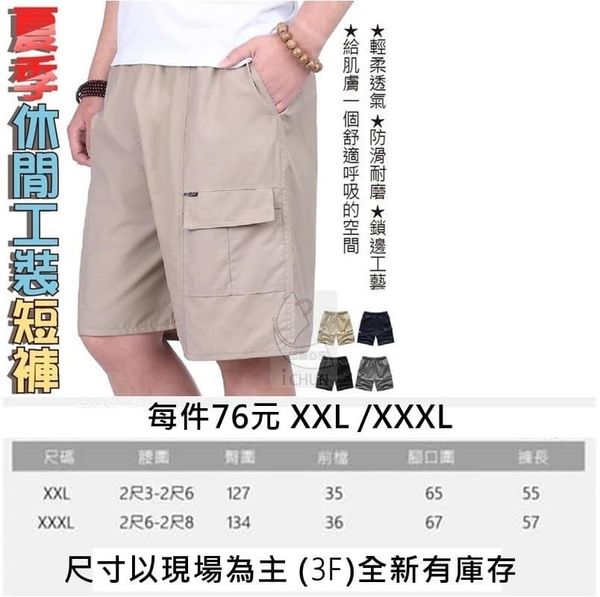 夏季休閒工裝短褲
★輕柔透氣★防滑耐磨★鎖邊工藝
★給肌膚一個舒適呼吸的空間
iCHUN
每件76元 XXL /XXXL
尺碼 腰圍 臀圍 前檔 腳口圍 褲長
XXL 2尺3-2尺6 127 35 65 55
XXXL 2尺6-2尺8 134 36 67 57
尺寸以現場為主 (3F)全新有庫存